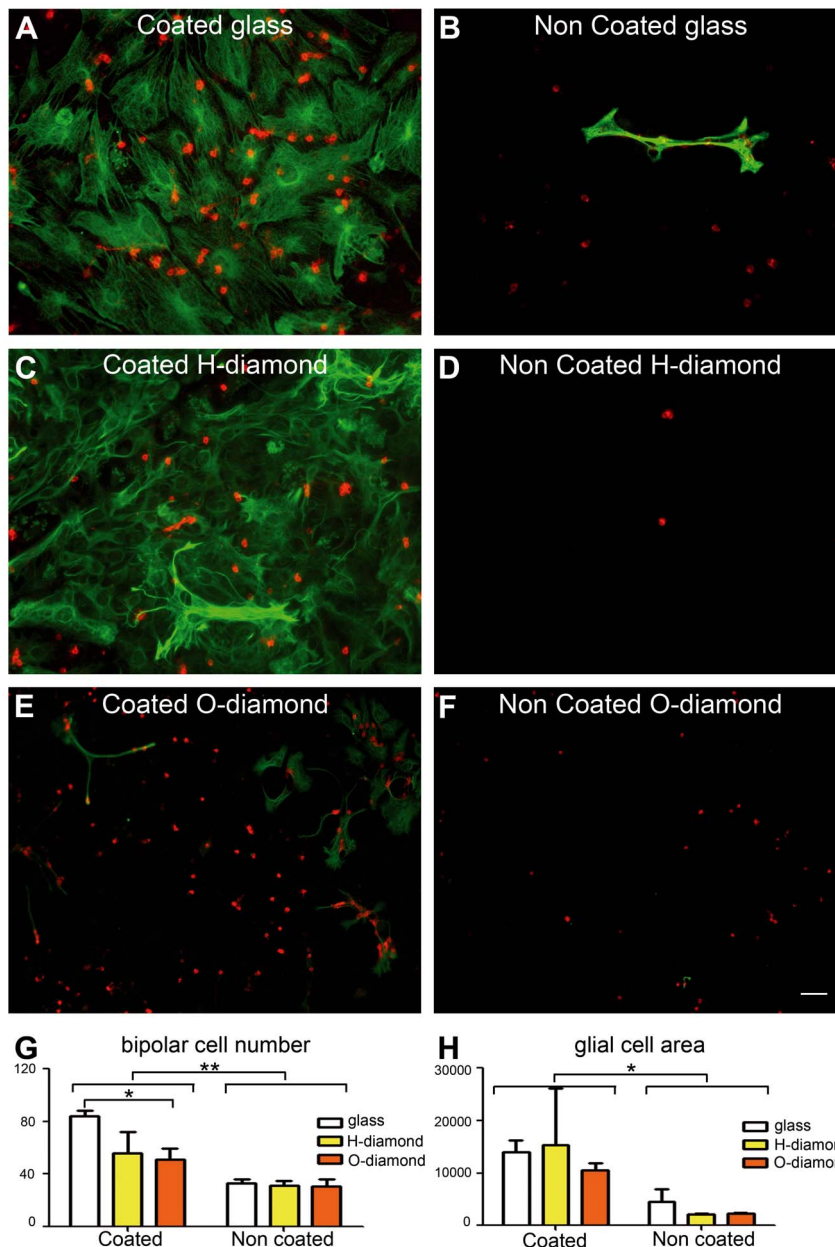 A Coated glass
B Non Coated glass
C Coated H-diamond
D Non Coated H-diamond
E Coated O-diamond
F Non Coated O-diamond
G bipolar cell number
120
80
40
0
**
*
glass
H-diamond
O-diamond
Coated Non coated
H glial cell area
30000
20000
10000
0
*
glass
H-diamo
O-diamo
Coated Non coated